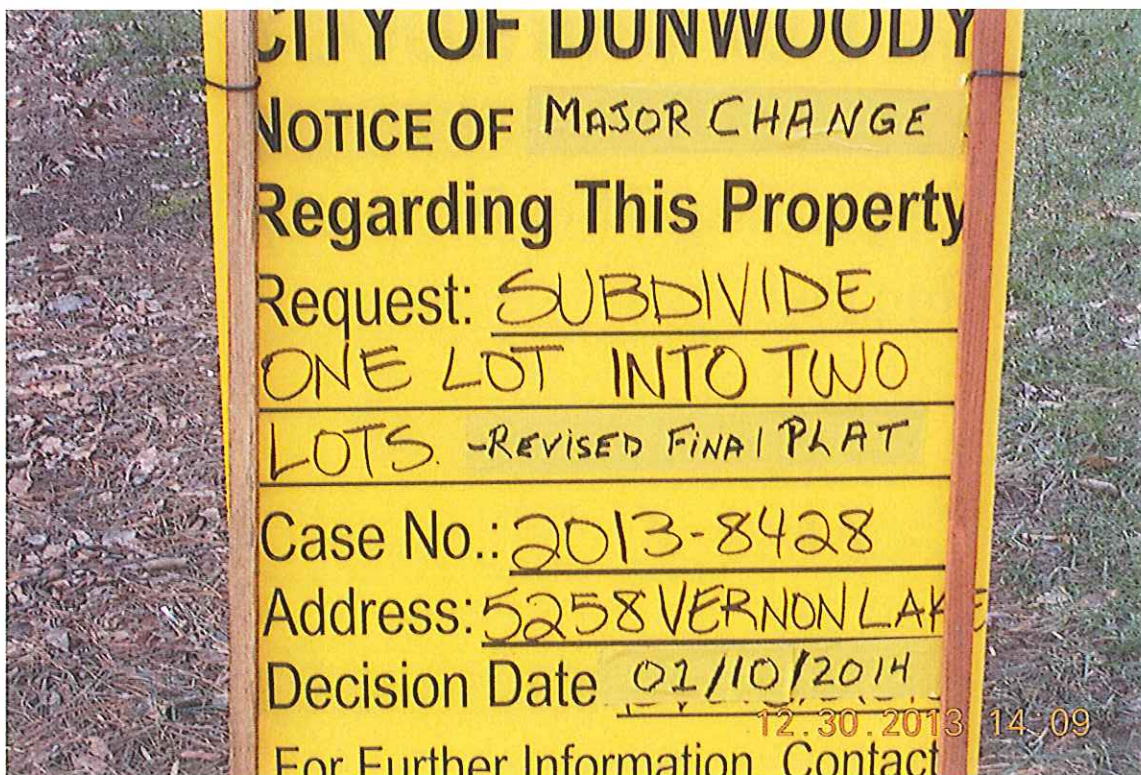 CITY OF DUNWOODY
NOTICE OF MAJOR CHANGE
Regarding This Property
Request: SUBDIVIDE
ONE LOT INTO TWO
LOTS. -REVISED FINAL PLAT
Case No.: 2013-8428
Address: 5258 VERNON LAKE
Decision Date 01/10/2014
12.30.2013 14:09
For Further Information Contact